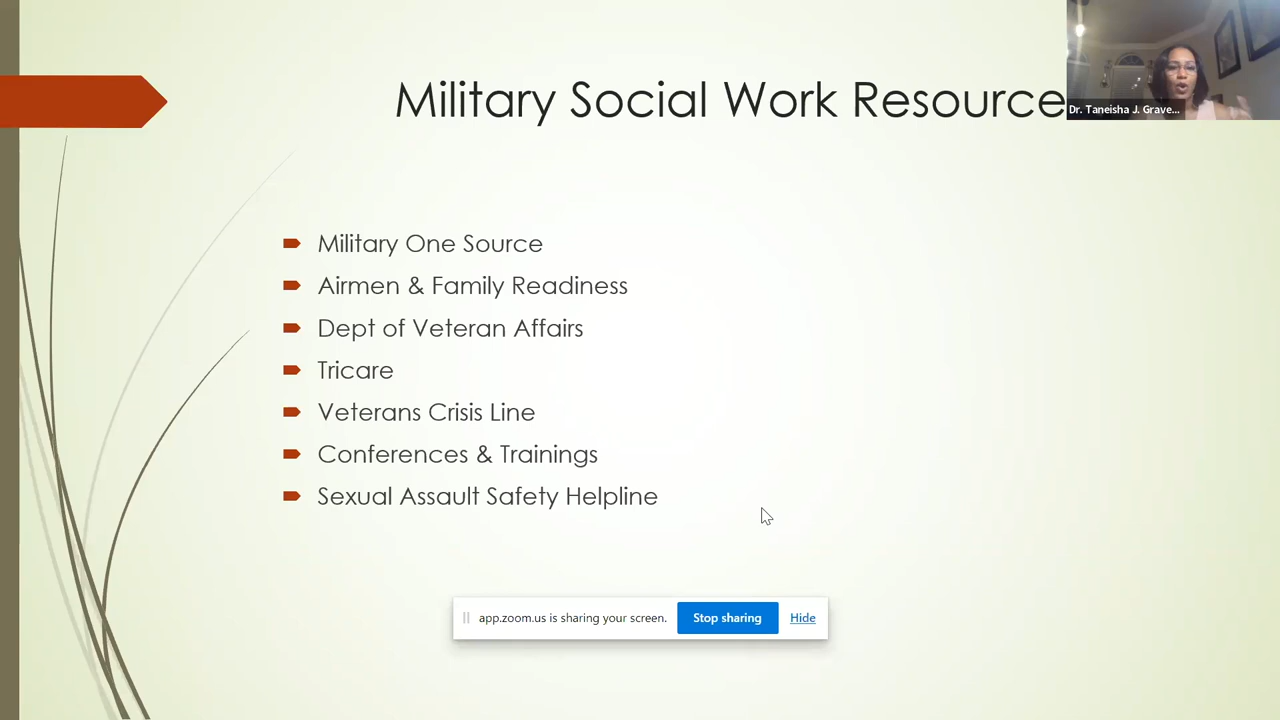 Military Social Work Resource
Dr. Taneisha J. Grave...
Military One Source
Airmen & Family Readiness
Dept of Veteran Affairs
Tricare
Veterans Crisis Line
Conferences & Trainings
Sexual Assault Safety Helpline
app.zoom.us is sharing your screen.
Stop sharing
Hide